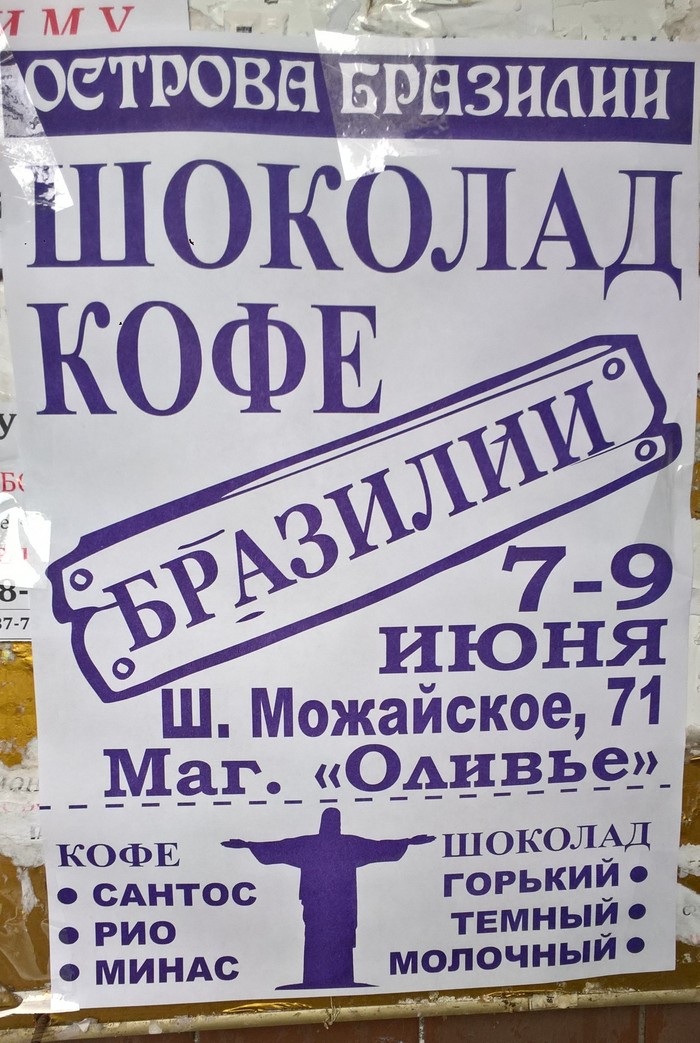 ИМУ
ОСТРОВА БРАЗИЛИИ
ШОКОЛАД
КОФЕ
БРАЗИЛИИ
7-9
ИЮНЯ
Ш. Можайское, 71
Маг. «Оливье»
КОФЕ
• САНТОС
• РИО
• МИНАС
ШОКОЛАД
ГОРЬКИЙ •
ТЕМНЫЙ •
МОЛОЧНЫЙ •